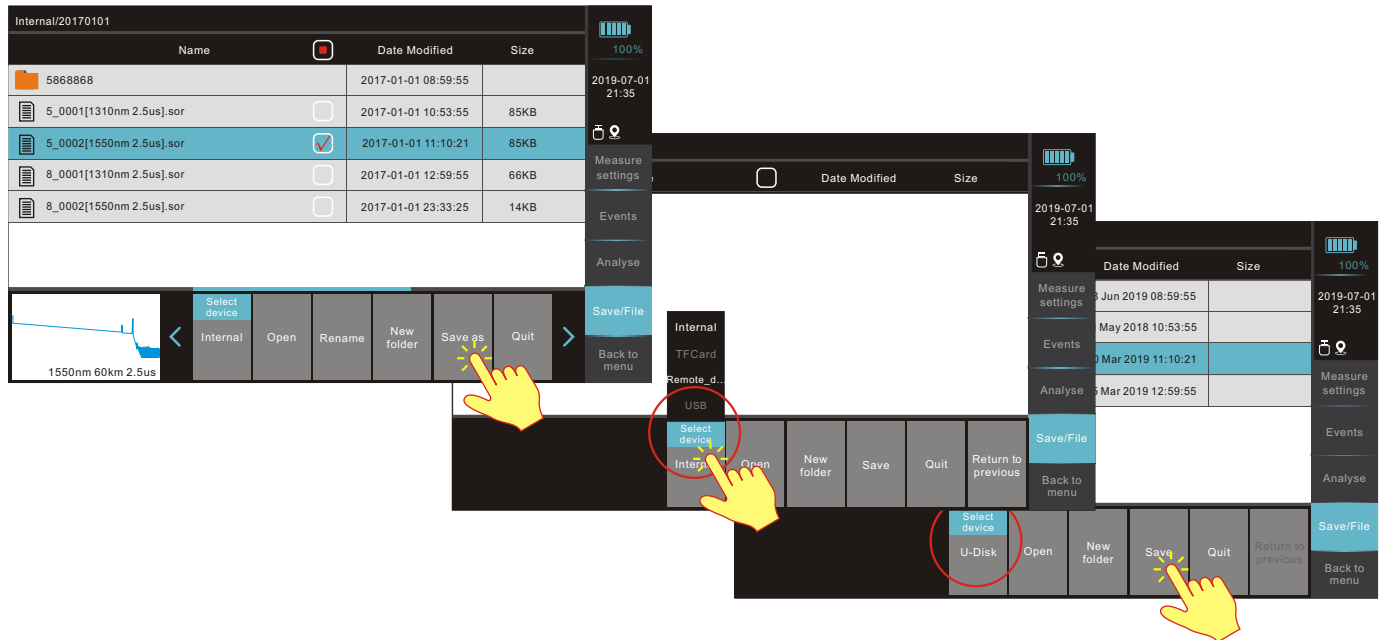 Internal/20170101
Name Date Modified Size
5868868 2017-01-01 08:59:55
5_0001[1310nm 2.5us].sor 2017-01-01 10:53:55 85KB
5_0002[1550nm 2.5us].sor 2017-01-01 11:10:21 85KB
8_0001[1310nm 2.5us].sor 2017-01-01 12:59:55 66KB
8_0002[1550nm 2.5us].sor 2017-01-01 23:33:25 14KB
1550nm 60km 2.5us
Select
device
Internal
Open
Rename
New
folder
Save as
Quit
100%
2019-07-01
21:35
Measure
settings
Events
Analyse
Save/File
Back to
menu
Date Modified Size
Internal
TFCard
Remote_d...
USB
Select
device
Internal
Open
New
folder
Save
Quit
Return to
previous
100%
2019-07-01
21:35
Measure
settings
Events
Analyse
Save/File
Back to
menu
Date Modified Size
Jun 2019 08:59:55
May 2018 10:53:55
Mar 2019 11:10:21
Mar 2019 12:59:55
Select
device
U-Disk
Open
New
folder
Save
Quit
Return to
previous
100%
2019-07-01
21:35
Measure
settings
Events
Analyse
Save/File
Back to
menu